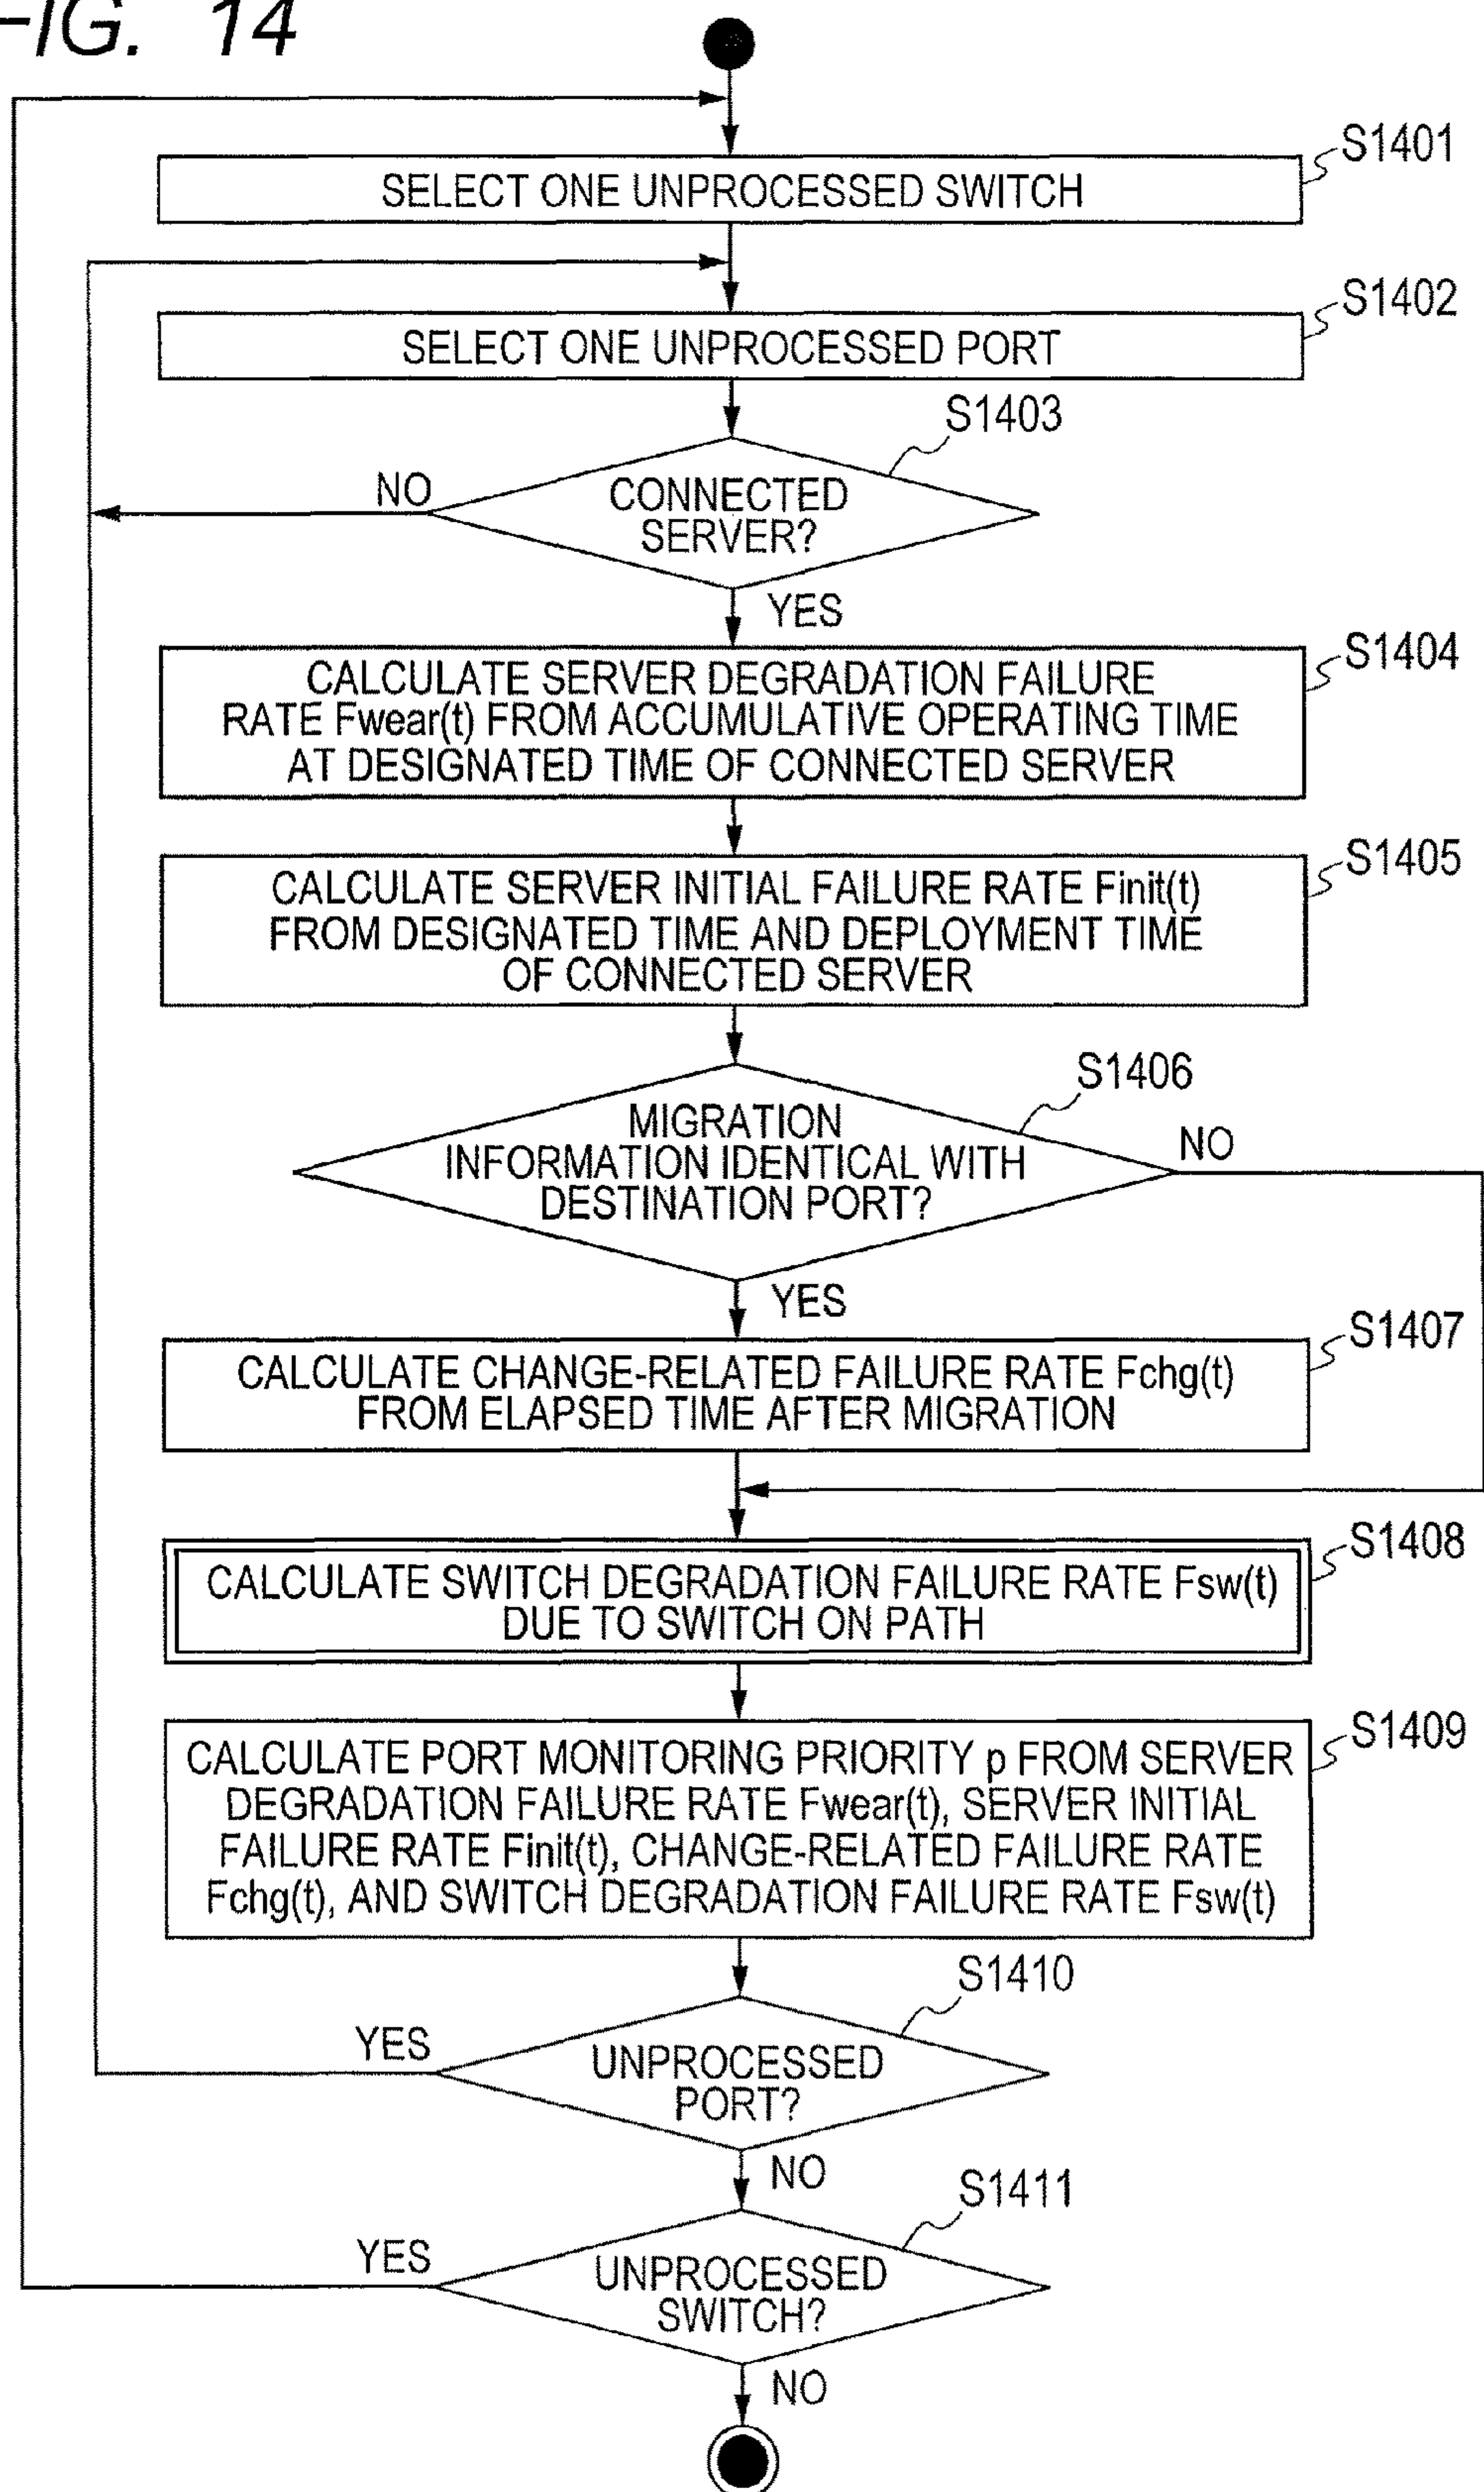 FIG. 14
S1401
SELECT ONE UNPROCESSED SWITCH
S1402
SELECT ONE UNPROCESSED PORT
S1403
NO
CONNECTED
SERVER?
YES
S1404
CALCULATE SERVER DEGRADATION FAILURE
RATE Fwear(t) FROM ACCUMULATIVE OPERATING TIME
AT DESIGNATED TIME OF CONNECTED SERVER
S1405
CALCULATE SERVER INITIAL FAILURE RATE Finit(t)
FROM DESIGNATED TIME AND DEPLOYMENT TIME
OF CONNECTED SERVER
S1406
MIGRATION
INFORMATION IDENTICAL WITH
DESTINATION PORT?
NO
YES
S1407
CALCULATE CHANGE-RELATED FAILURE RATE Fchg(t)
FROM ELAPSED TIME AFTER MIGRATION
S1408
CALCULATE SWITCH DEGRADATION FAILURE RATE Fsw(t)
DUE TO SWITCH ON PATH
S1409
CALCULATE PORT MONITORING PRIORITY p FROM SERVER
DEGRADATION FAILURE RATE Fwear(t), SERVER INITIAL
FAILURE RATE Finit(t), CHANGE-RELATED FAILURE RATE
Fchg(t), AND SWITCH DEGRADATION FAILURE RATE Fsw(t)
S1410
YES
UNPROCESSED
PORT?
NO
S1411
YES
UNPROCESSED
SWITCH?
NO